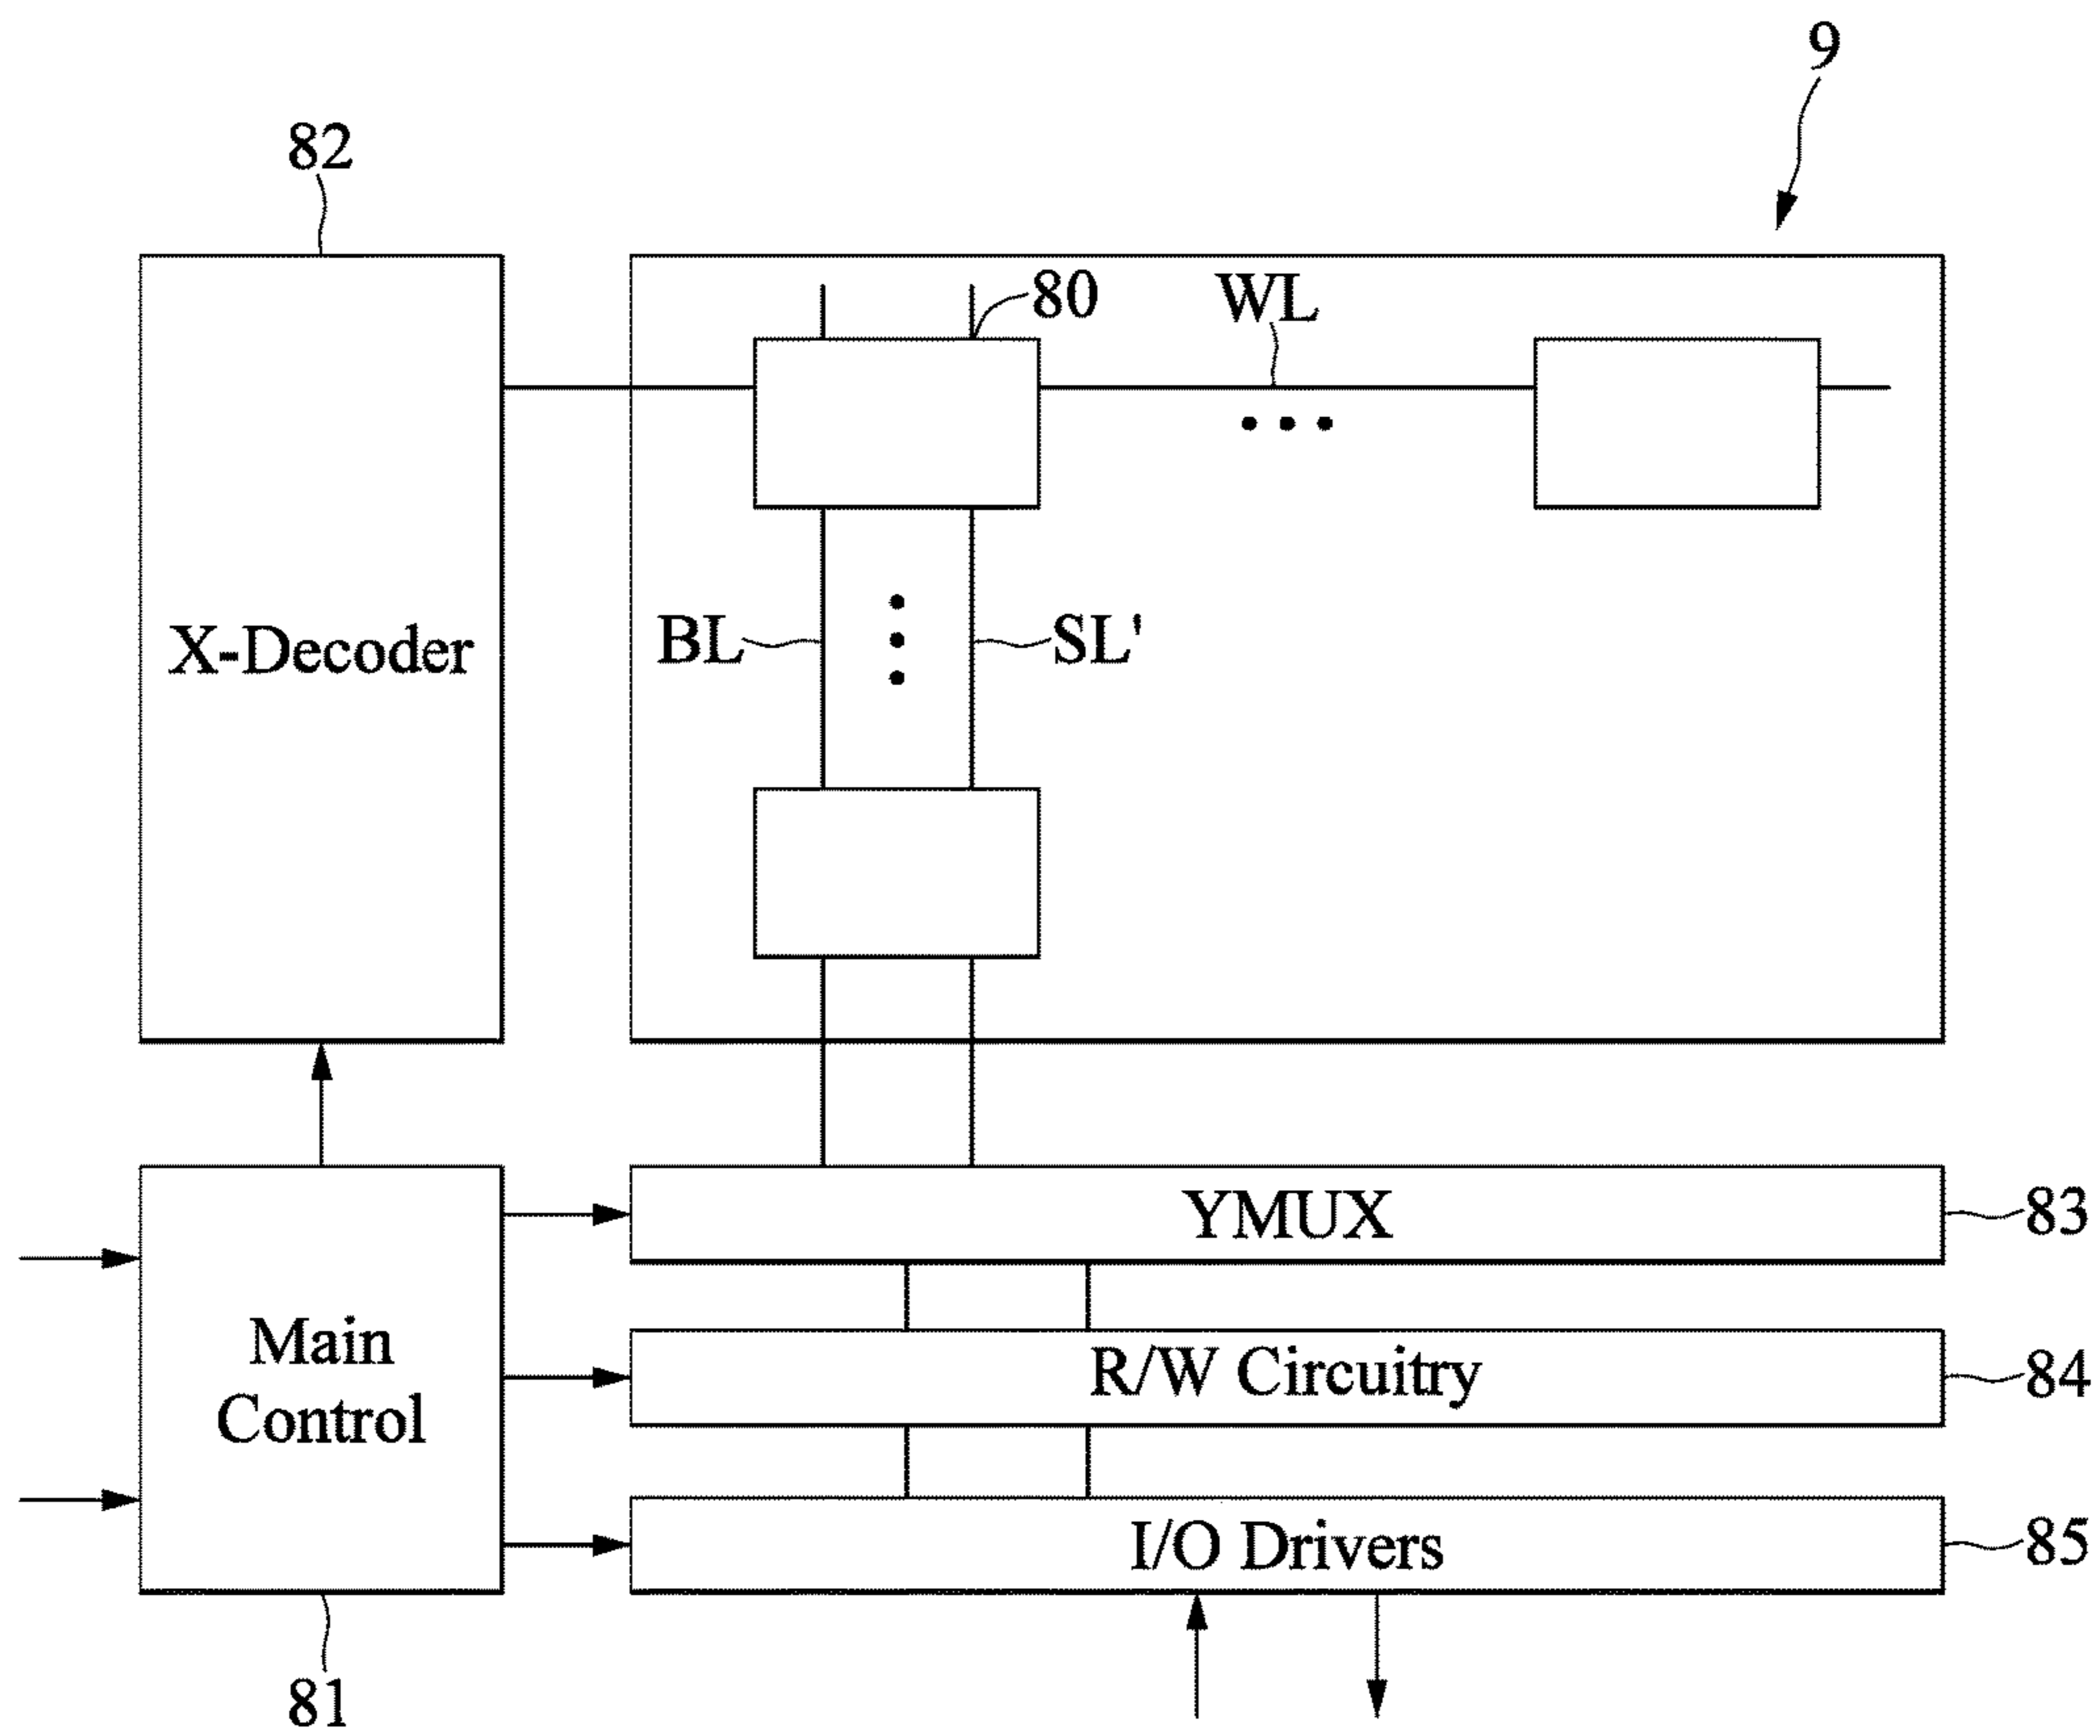 9
82
80
WL
X-Decoder
BL
SL'
YMUX
83
Main
Control
R/W Circuitry
84
I/O Drivers
85
81